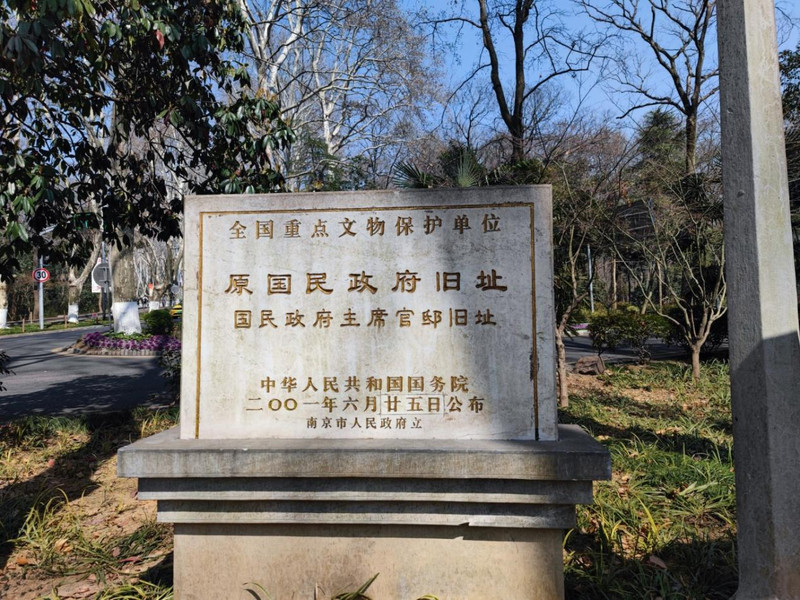 全国重点文物保护单位
原国民政府旧址
国民政府主席官邸旧址
中华人民共和国国务院
二〇〇一年六月廿五日公布
南京市人民政府立
30